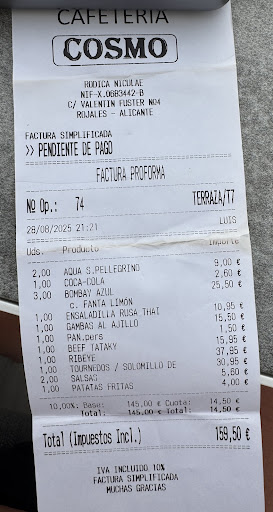 CAFETERIA
COSMO
RODICA NICULAE
NIF-X.0683442-B
C/ VALENTIN FUSTER NO4
ROJALES - ALICANTE
FACTURA SIMPLIFICADA
>> PENDIENTE DE PAGO
FACTURA PROFORMA
Nº Op.: 74 TERRAZA/T7
28/08/2025 21:21 LUIS
Uds. Producto Importe
2,00 AQUA S.PELLEGRINO 9,00 €
1,00 COCA-COLA 2,60 €
3,00 BOMBAY AZUL 25,50 €
c. FANTA LIMÓN
1,00 ENSALADILLA RUSA THAI 10,95 €
1,00 GAMBAS AL AJILLO 15,50 €
1,00 PAN.pers 1,50 €
1,00 BEEF TATAKY 15,95 €
1,00 RIBEYE 37,95 €
1,00 TOURNEDOS / SOLOMILLO DE 30,95 €
2,00 SALSAS 5,60 €
1,00 PATATAS FRITAS 4,00 €
10,00% Base: 145,00 € Cuota: 14,50 €
Total: 145,00 € Total: 14,50 €
Total (Impuestos Incl.) 159,50 €
IVA INCLUIDO 10%
FACTURA SIMPLIFICADA
MUCHAS GRACIAS